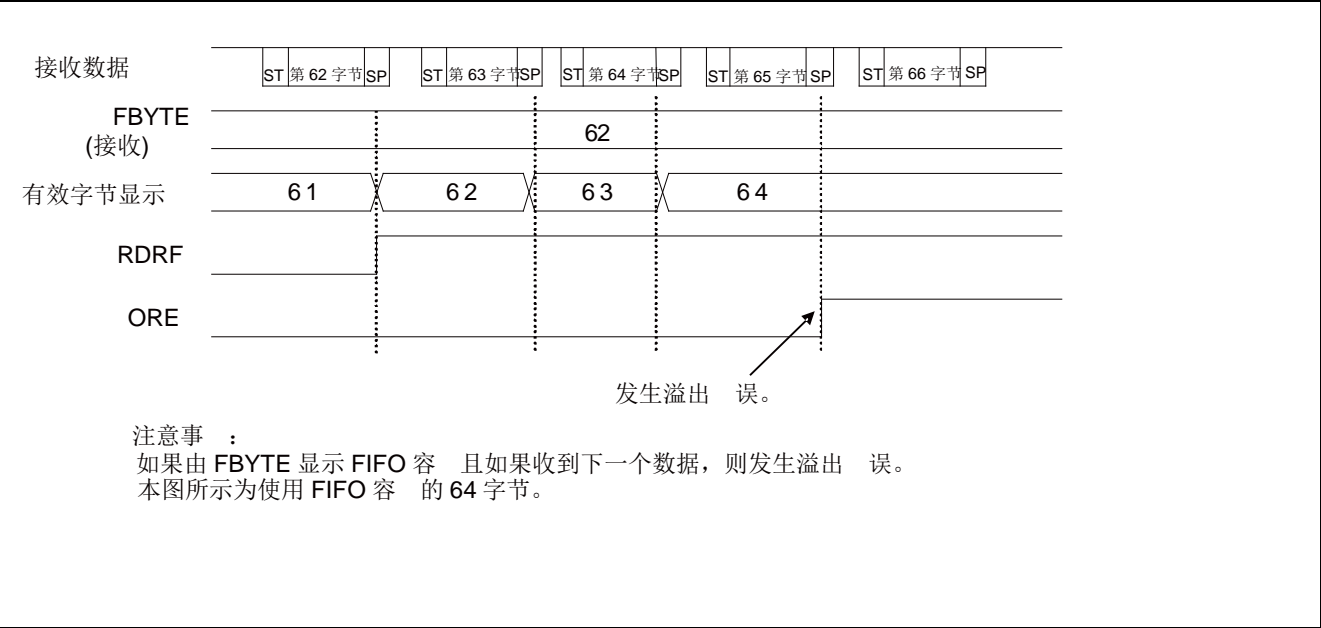 接收数据
ST 第 62 字节 SP ST 第 63 字节 SP ST 第 64 字节 SP ST 第 65 字节 SP ST 第 66 字节 SP
FBYTE
(接收)
62
有效字节显示
61 62 63 64
RDRF
ORE
发生溢出 误。
注意事 :
如果由 FBYTE 显示 FIFO 容 且如果收到下一个数据，则发生溢出 误。
本图所示为使用 FIFO 容 的 64 字节。